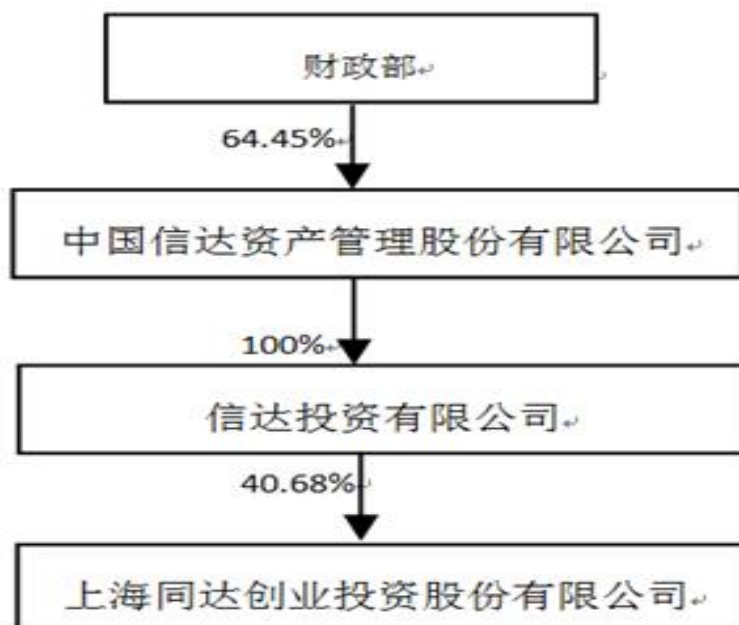 财政部
64.45%
中国信达资产管理股份有限公司
100%
信达投资有限公司
40.68%
上海同达创业投资股份有限公司